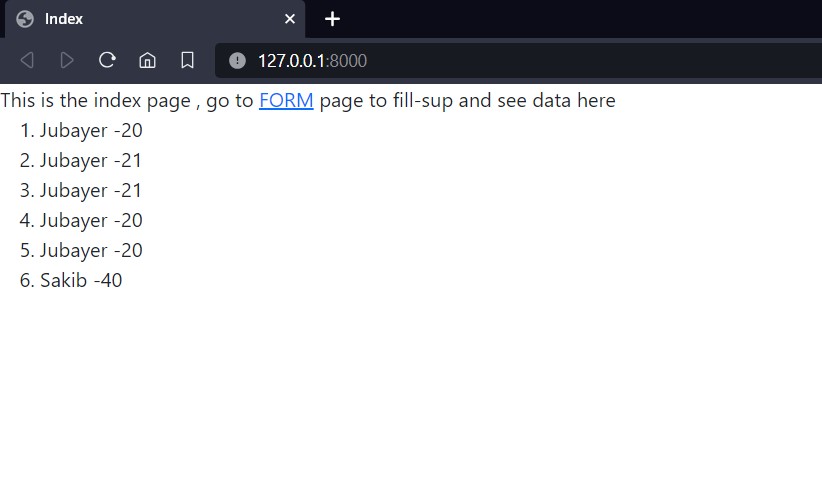 Index
127.0.0.1:8000
This is the index page , go to FORM page to fill-sup and see data here
1. Jubayer -20
2. Jubayer -21
3. Jubayer -21
4. Jubayer -20
5. Jubayer -20
6. Sakib -40